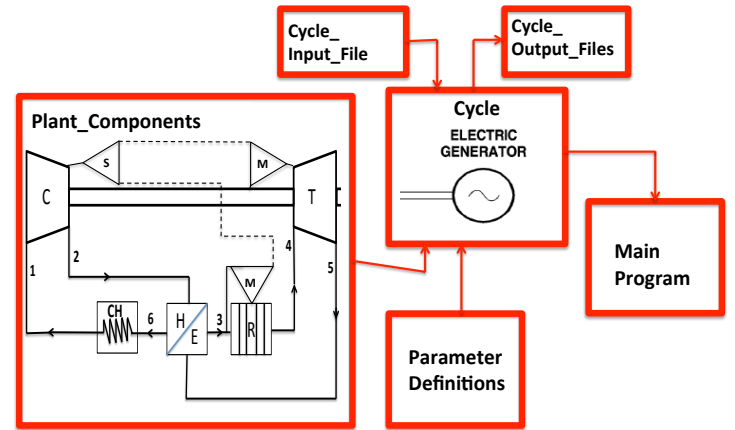 Cycle_
Input_File
Cycle_
Output_Files
Plant_Components
Cycle
ELECTRIC
GENERATOR
S
M
C
T
1
2
4
5
M
CH
6
H
E
3
R
Main
Program
Parameter
Definitions